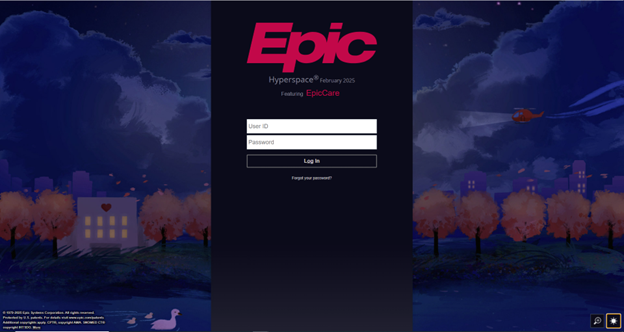 Epic
Hyperspace® February 2025
Featuring EpicCare
User ID
Password
Log In
Forgot your password?
© 1979-2025 Epic Systems Corporation. All rights reserved.
Protected by U.S. patents. For details visit www.epic.com/patents.
Additional copyrights apply. CPT©, copyright AMA. SNOMED CT®
copyright IHTSDO. More